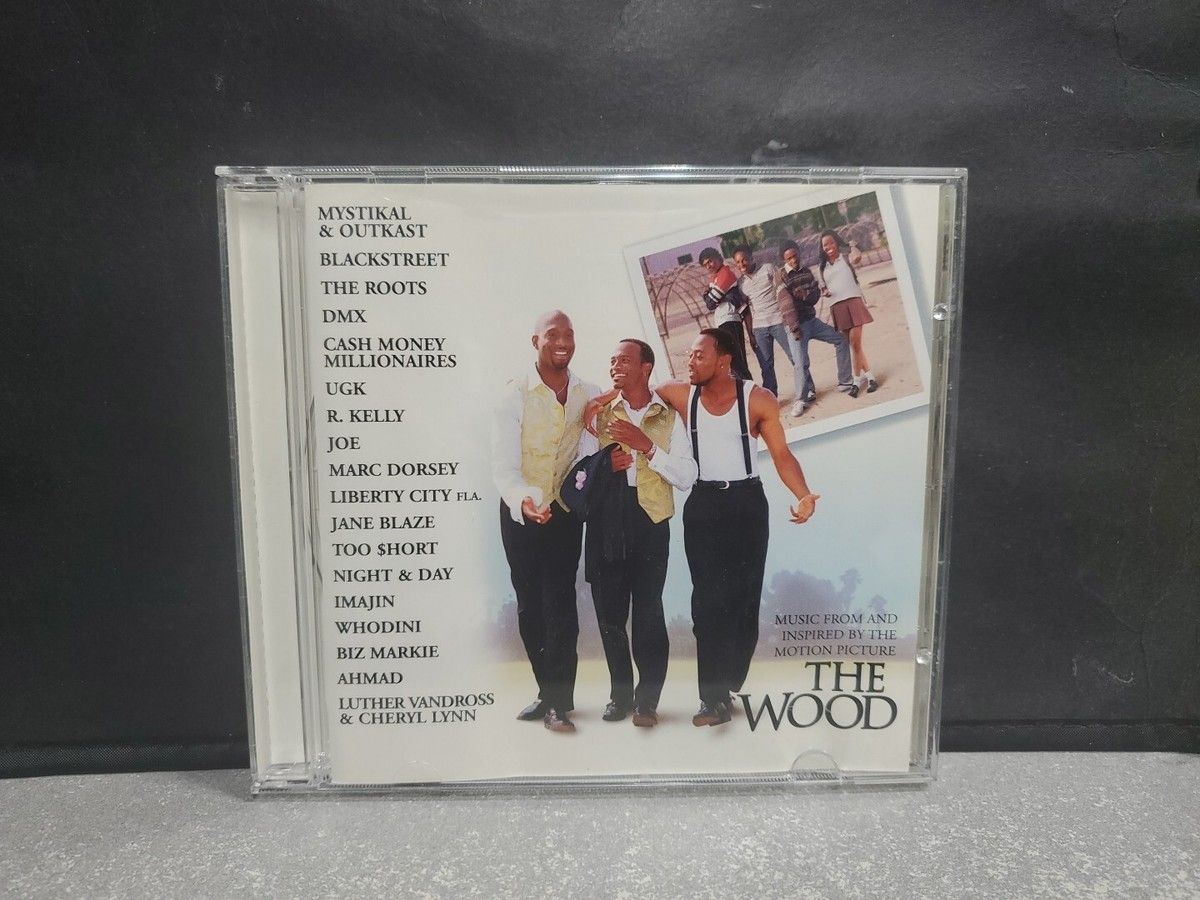 MYSTIKAL
& OUTKAST
BLACKSTREET
THE ROOTS
DMX
CASH MONEY
MILLIONAIRES
UGK
R. KELLY
JOE
MARC DORSEY
LIBERTY CITY FLA.
JANE BLAZE
TOO $HORT
NIGHT & DAY
IMAJIN
WHODINI
BIZ MARKIE
AHMAD
LUTHER VANDROSS
& CHERYL LYNN
MUSIC FROM AND
INSPIRED BY THE
MOTION PICTURE
THE
WOOD